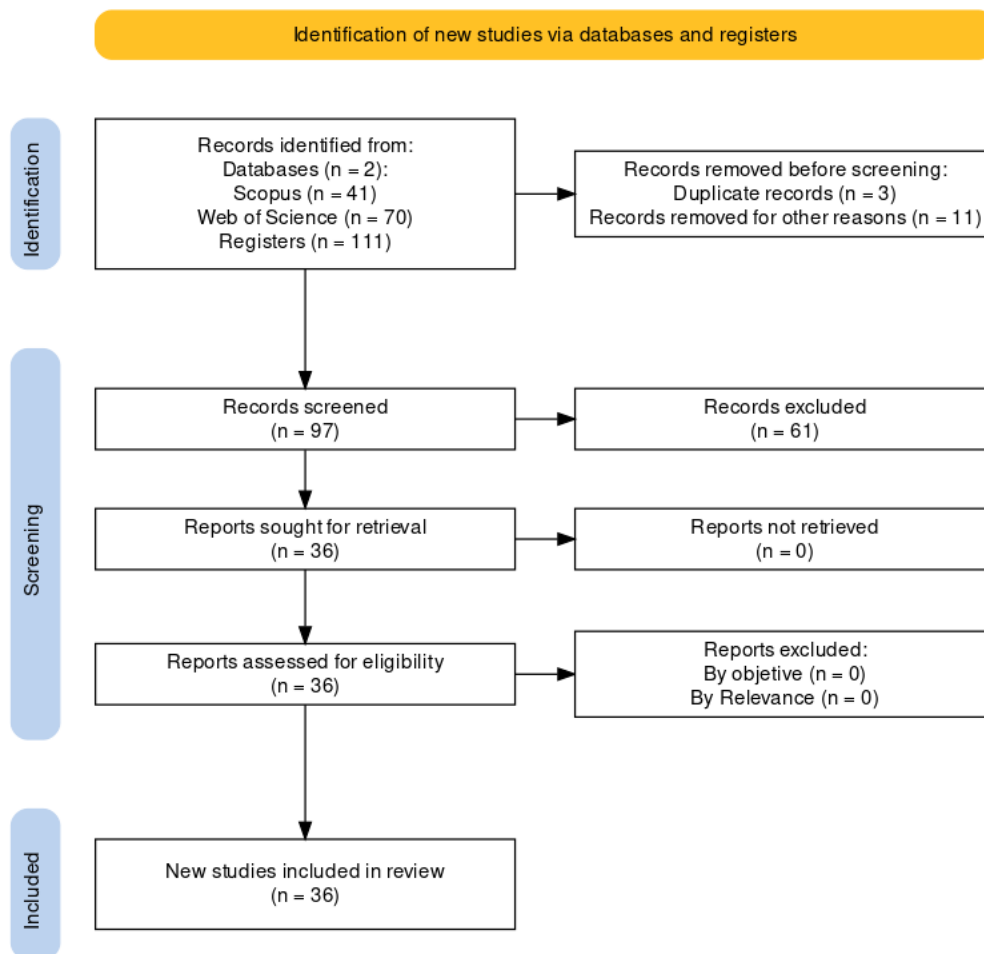 Identification of new studies via databases and registers
Identification
Records identified from:
Databases (n = 2):
Scopus (n = 41)
Web of Science (n = 70)
Registers (n = 111)
Records removed before screening:
Duplicate records (n = 3)
Records removed for other reasons (n = 11)
Screening
Records screened
(n = 97)
Records excluded
(n = 61)
Reports sought for retrieval
(n = 36)
Reports not retrieved
(n = 0)
Reports assessed for eligibility
(n = 36)
Reports excluded:
By objetive (n = 0)
By Relevance (n = 0)
Included
New studies included in review
(n = 36)